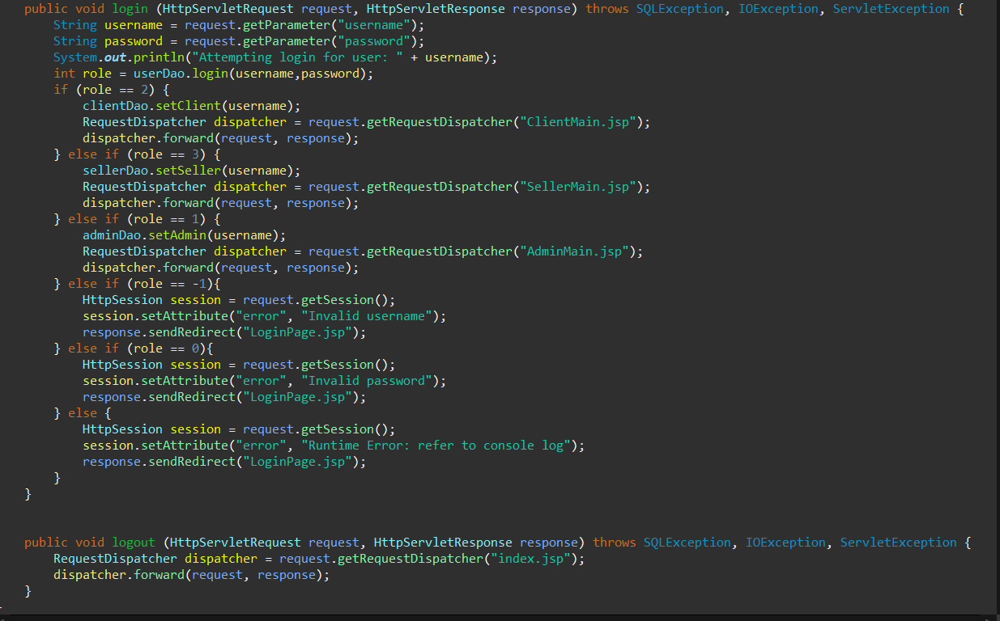 public void login (HttpServletRequest request, HttpServletResponse response) throws SQLException, IOException, ServletException {
    String username = request.getParameter("username");
    String password = request.getParameter("password");
    System.out.println("Attempting login for user: " + username);
    int role = userDao.login(username,password);
    if (role == 2) {
        clientDao.setClient(username);
        RequestDispatcher dispatcher = request.getRequestDispatcher("ClientMain.jsp");
        dispatcher.forward(request, response);
    } else if (role == 3) {
        sellerDao.setSeller(username);
        RequestDispatcher dispatcher = request.getRequestDispatcher("SellerMain.jsp");
        dispatcher.forward(request, response);
    } else if (role == 1) {
        adminDao.setAdmin(username);
        RequestDispatcher dispatcher = request.getRequestDispatcher("AdminMain.jsp");
        dispatcher.forward(request, response);
    } else if (role == -1){
        HttpSession session = request.getSession();
        session.setAttribute("error", "Invalid username");
        response.sendRedirect("LoginPage.jsp");
    } else if (role == 0){
        HttpSession session = request.getSession();
        session.setAttribute("error", "Invalid password");
        response.sendRedirect("LoginPage.jsp");
    } else {
        HttpSession session = request.getSession();
        session.setAttribute("error", "Runtime Error: refer to console log");
        response.sendRedirect("LoginPage.jsp");
    }
}
public void logout (HttpServletRequest request, HttpServletResponse response) throws SQLException, IOException, ServletException {
    RequestDispatcher dispatcher = request.getRequestDispatcher("index.jsp");
    dispatcher.forward(request, response);
}